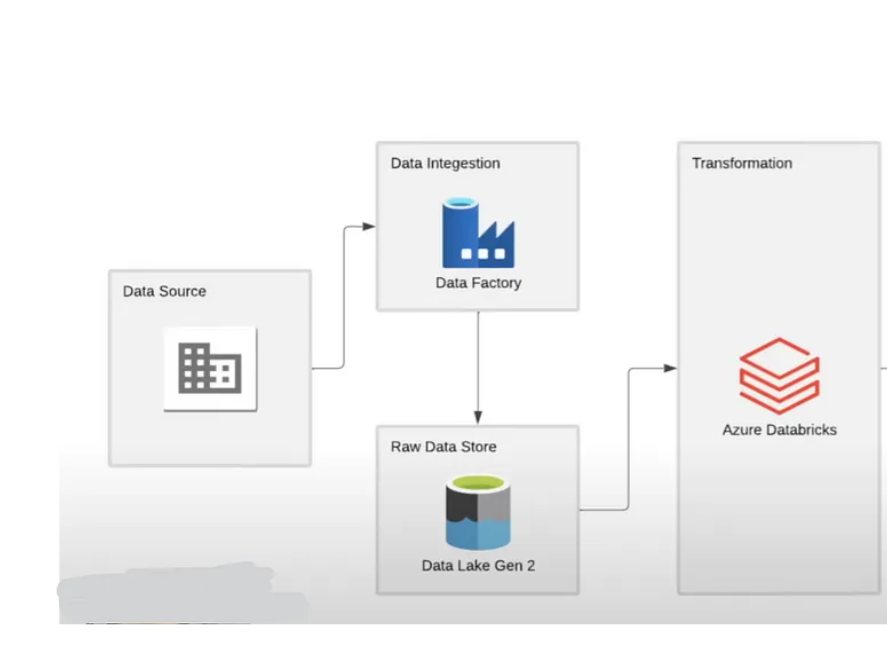 Data Source
Data Integestion
Data Factory
Raw Data Store
Data Lake Gen 2
Transformation
Azure Databricks